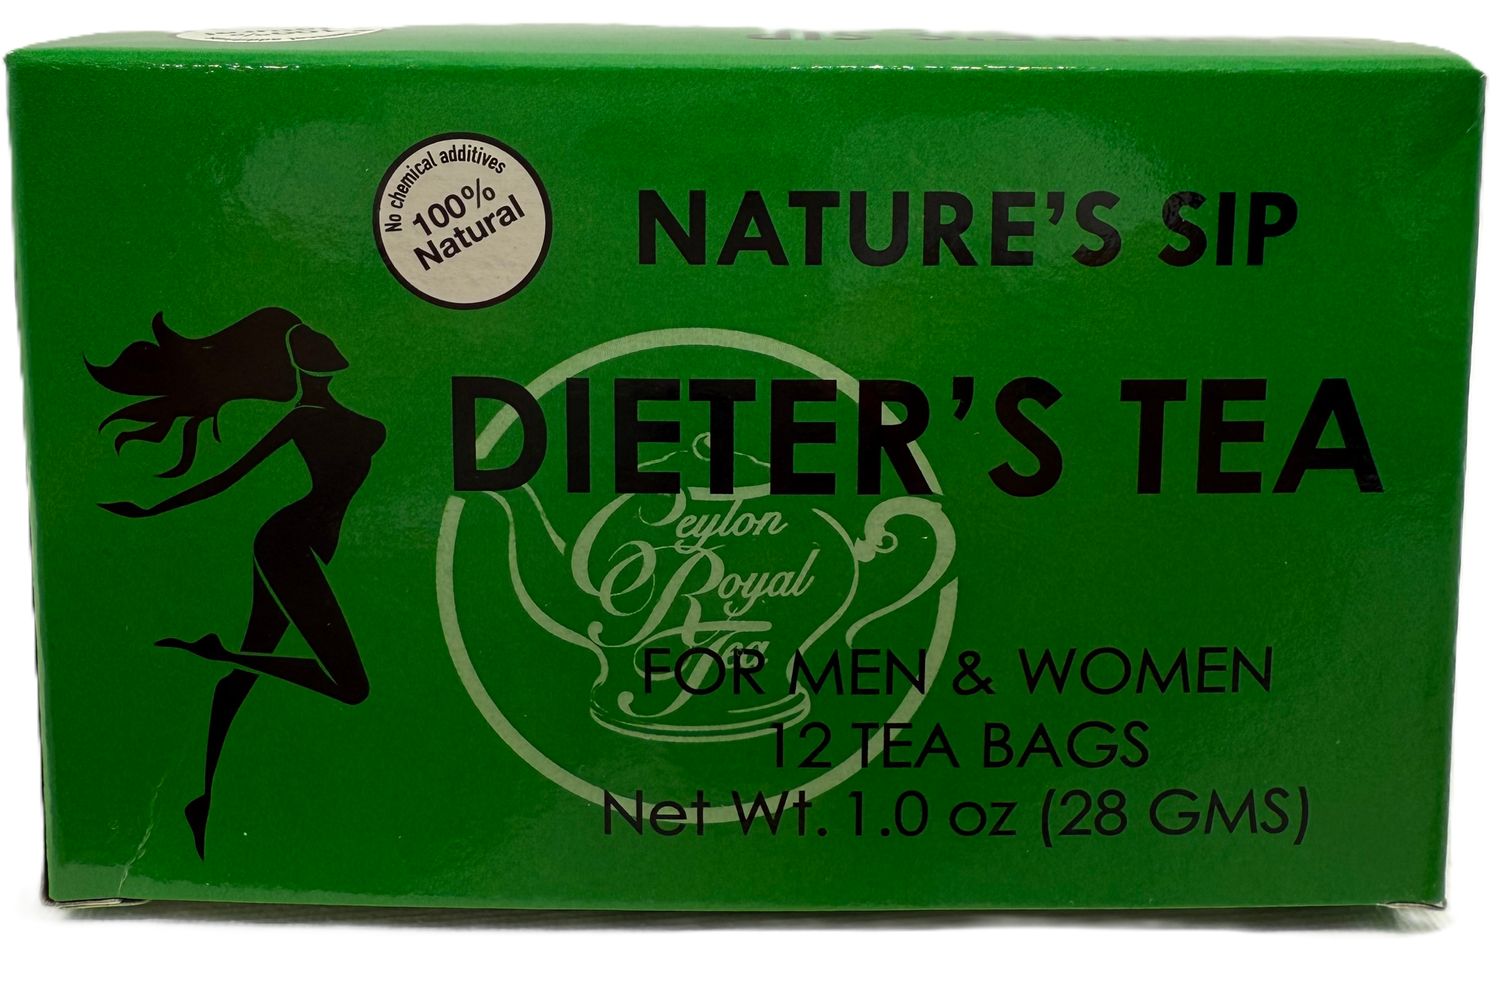 No chemical additives
100%
Natural
NATURE'S SIP
DIETER'S TEA
Ceylon
Royal
Tea
FOR MEN & WOMEN
12 TEA BAGS
Net Wt. 1.0 oz (28 GMS)